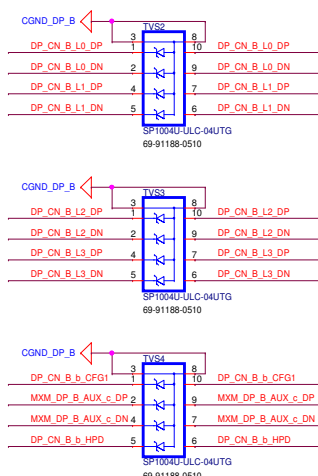 CGND_DP_B
TVS2
3 8
DP_CN_B_L0_DP 1 10 DP_CN_B_L0_DP
DP_CN_B_L0_DN 2 9 DP_CN_B_L0_DN
DP_CN_B_L1_DP 4 7 DP_CN_B_L1_DP
DP_CN_B_L1_DN 5 6 DP_CN_B_L1_DN
SP1004U-ULC-04UTG
69-91188-0510
CGND_DP_B
TVS3
3 8
DP_CN_B_L2_DP 1 10 DP_CN_B_L2_DP
DP_CN_B_L2_DN 2 9 DP_CN_B_L2_DN
DP_CN_B_L3_DP 4 7 DP_CN_B_L3_DP
DP_CN_B_L3_DN 5 6 DP_CN_B_L3_DN
SP1004U-ULC-04UTG
69-91188-0510
CGND_DP_B
TVS4
3 8
DP_CN_B_b_CFG1 1 10 DP_CN_B_b_CFG1
MXM_DP_B_AUX_c_DP 2 9 MXM_DP_B_AUX_c_DP
MXM_DP_B_AUX_c_DN 4 7 MXM_DP_B_AUX_c_DN
DP_CN_B_b_HPD 5 6 DP_CN_B_b_HPD
SP1004U-ULC-04UTG
69-91188-0510